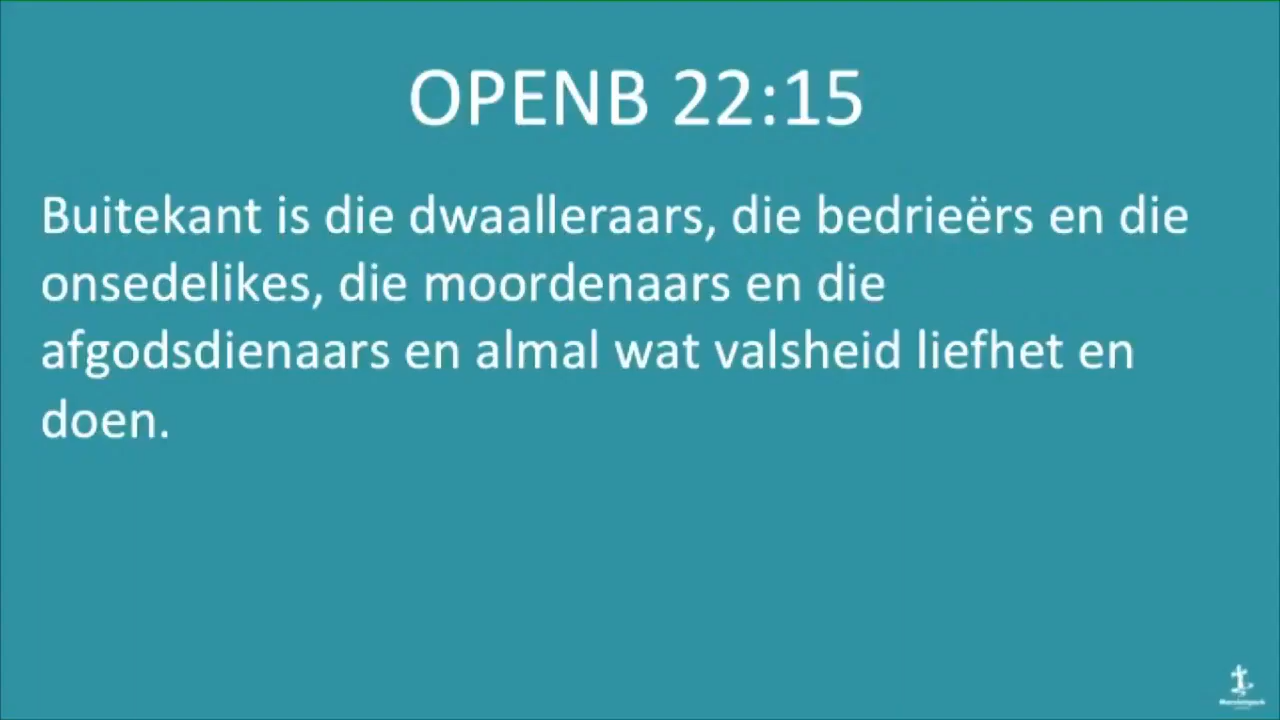 OPENB 22:15
Buitekant is die dwaalleraars, die bedrieërs en die
onsedelikes, die moordenaars en die
afgodsdienaars en almal wat valsheid liefhet en
doen.